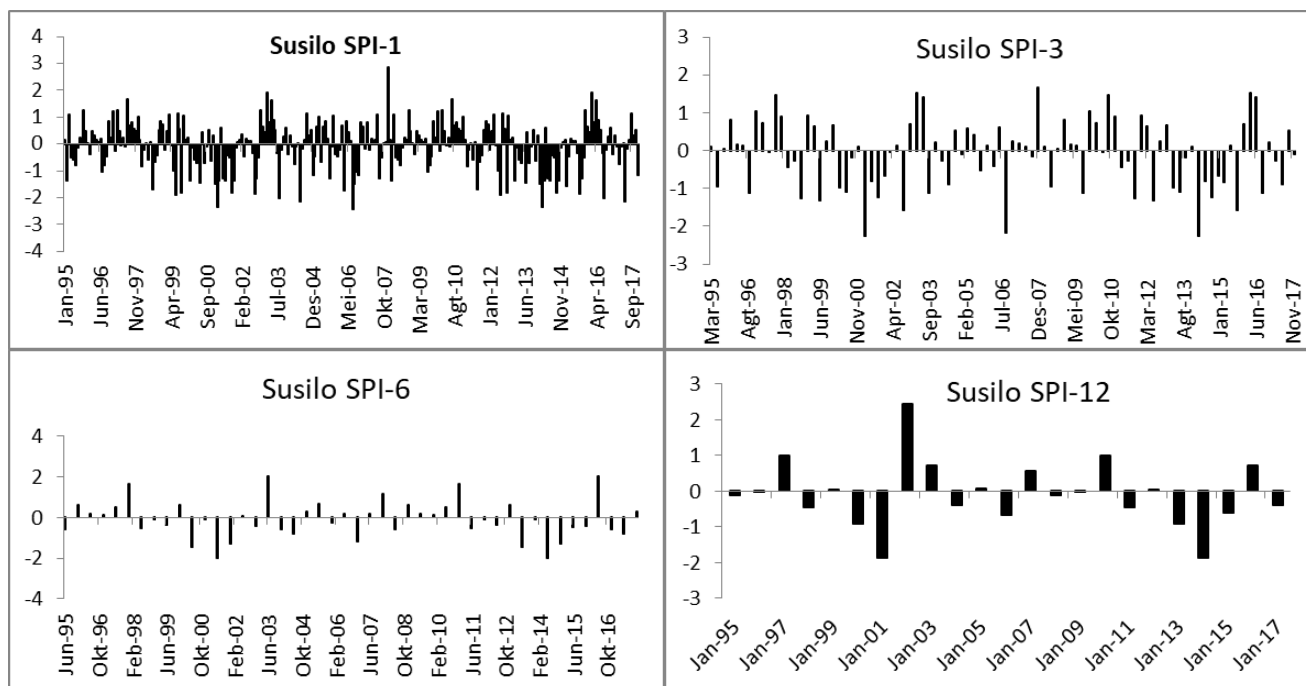 Susilo SPI-1
4
3
2
1
0
-1
-2
-3
-4
Jan-95
Jun-96
Nov-97
Apr-99
Sep-00
Feb-02
Jul-03
Des-04
Mei-06
Okt-07
Mar-09
Agt-10
Jan-12
Jun-13
Nov-14
Apr-16
Sep-17
Susilo SPI-3
3
2
1
0
-1
-2
-3
Mar-95
Agt-96
Jan-98
Jun-99
Nov-00
Apr-02
Sep-03
Feb-05
Jul-06
Des-07
Mei-09
Okt-10
Mar-12
Agt-13
Jan-15
Jun-16
Nov-17
Susilo SPI-6
4
2
0
-2
-4
Jun-95
Okt-96
Feb-98
Jun-99
Okt-00
Feb-02
Jun-03
Okt-04
Feb-06
Jun-07
Okt-08
Feb-10
Jun-11
Okt-12
Feb-14
Jun-15
Okt-16
Susilo SPI-12
3
2
1
0
-1
-2
-3
Jan-95
Jan-97
Jan-99
Jan-01
Jan-03
Jan-05
Jan-07
Jan-09
Jan-11
Jan-13
Jan-15
Jan-17